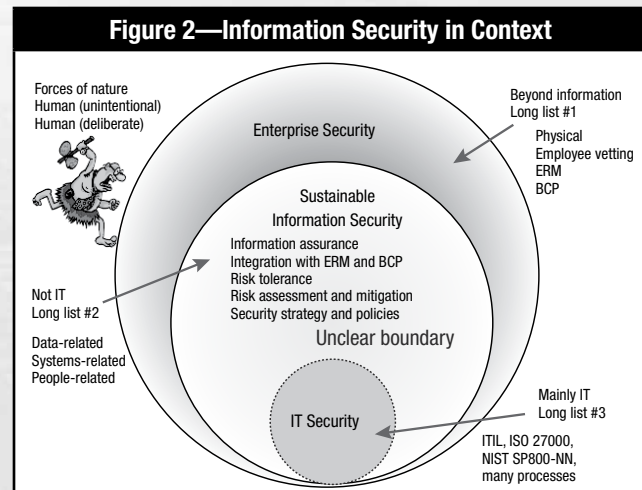 Figure 2—Information Security in Context
Forces of nature
Human (unintentional)
Human (deliberate)
Enterprise Security
Beyond information
Long list #1
Physical
Employee vetting
ERM
BCP
Sustainable
Information Security
Information assurance
Integration with ERM and BCP
Risk tolerance
Risk assessment and mitigation
Security strategy and policies
Unclear boundary
Not IT
Long list #2
Data-related
Systems-related
People-related
IT Security
Mainly IT
Long list #3
ITIL, ISO 27000,
NIST SP800-NN,
many processes